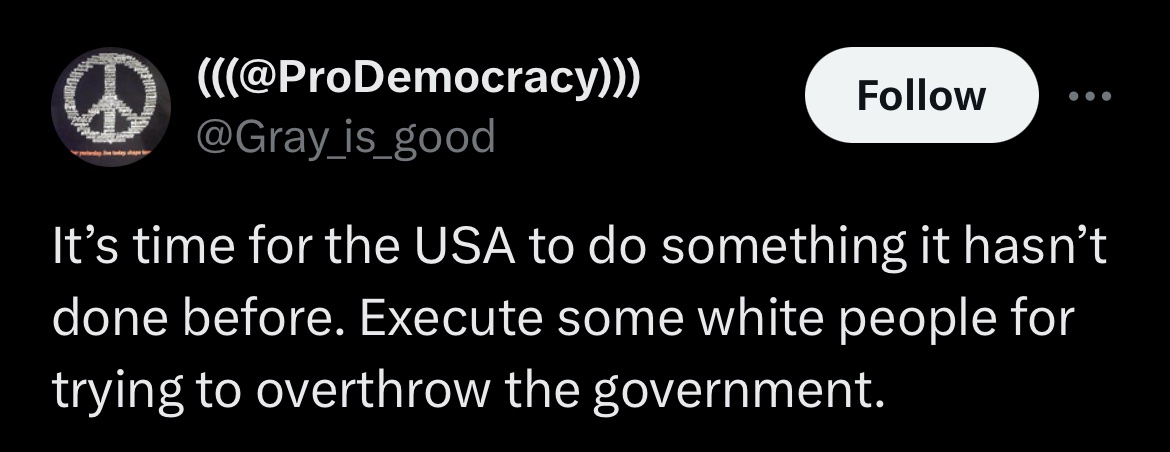 (((@ProDemocracy)))
@Gray_is_good
Follow
It’s time for the USA to do something it hasn’t
done before. Execute some white people for
trying to overthrow the government.